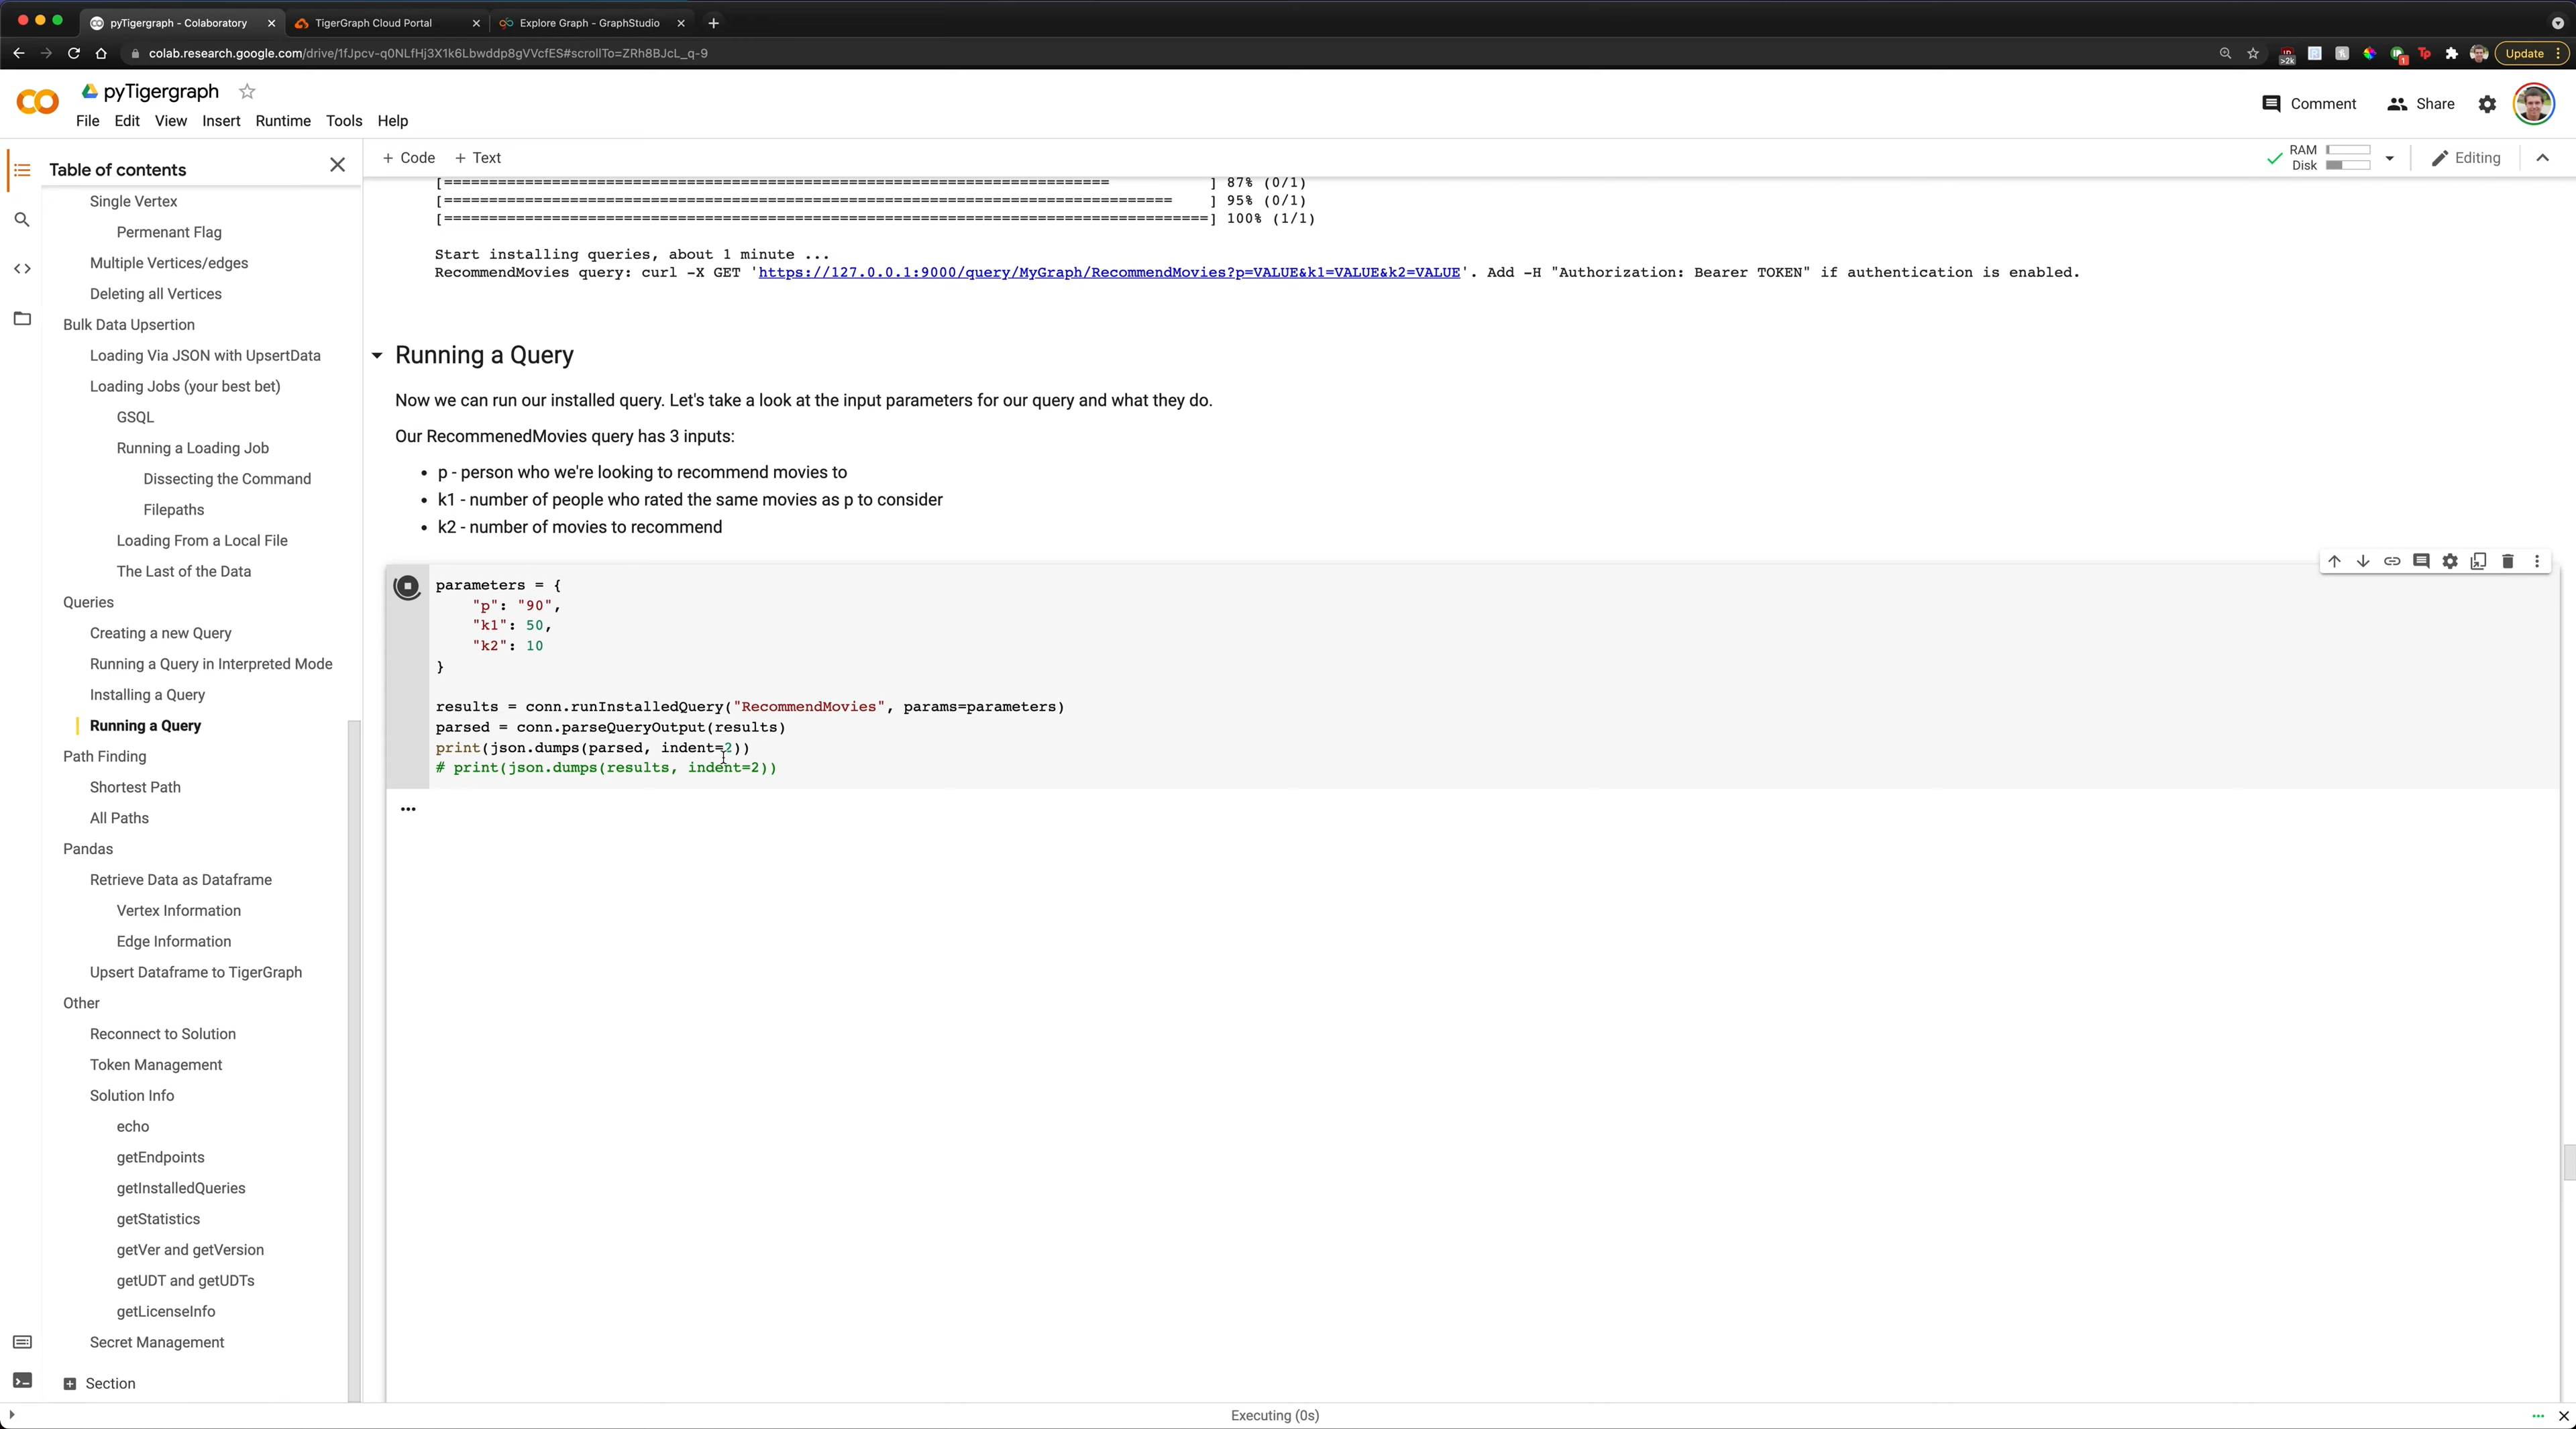 pyTigergraph - Colaboratory
TigerGraph Cloud Portal
Explore Graph - GraphStudio
colab.research.google.com/drive/1fJpcv-q0NLfHj3X1k6Lbwddp8gVVcfES#scrollTo=ZRh8BJcL_q-9
>2k
1
Update
pyTigergraph
File Edit View Insert Runtime Tools Help
Comment
Share
Table of contents
+ Code + Text
RAM
Disk
Editing
Single Vertex
Permenant Flag
Multiple Vertices/edges
Deleting all Vertices
Bulk Data Upsertion
Loading Via JSON with UpsertData
Loading Jobs (your best bet)
GSQL
Running a Loading Job
Dissecting the Command
Filepaths
Loading From a Local File
The Last of the Data
Queries
Creating a new Query
Running a Query in Interpreted Mode
Installing a Query
Running a Query
Path Finding
Shortest Path
All Paths
Pandas
Retrieve Data as Dataframe
Vertex Information
Edge Information
Upsert Dataframe to TigerGraph
Other
Reconnect to Solution
Token Management
Solution Info
echo
getEndpoints
getInstalledQueries
getStatistics
getVer and getVersion
getUDT and getUDTs
getLicenseInfo
Secret Management
Section
] 87% (0/1)
] 95% (0/1)
] 100% (1/1)
Start installing queries, about 1 minute ...
RecommendMovies query: curl -X GET 'https://127.0.0.1:9000/query/MyGraph/RecommendMovies?p=VALUE&k1=VALUE&k2=VALUE'. Add -H "Authorization: Bearer TOKEN" if authentication is enabled.
Running a Query
Now we can run our installed query. Let's take a look at the input parameters for our query and what they do.
Our RecommenedMovies query has 3 inputs:
• p - person who we're looking to recommend movies to
• k1 - number of people who rated the same movies as p to consider
• k2 - number of movies to recommend
parameters = {
"p": "90",
"k1": 50,
"k2": 10
}
results = conn.runInstalledQuery("RecommendMovies", params=parameters)
parsed = conn.parseQueryOutput(results)
print(json.dumps(parsed, indent=2))
# print(json.dumps(results, indent=2))
...
Executing (0s)